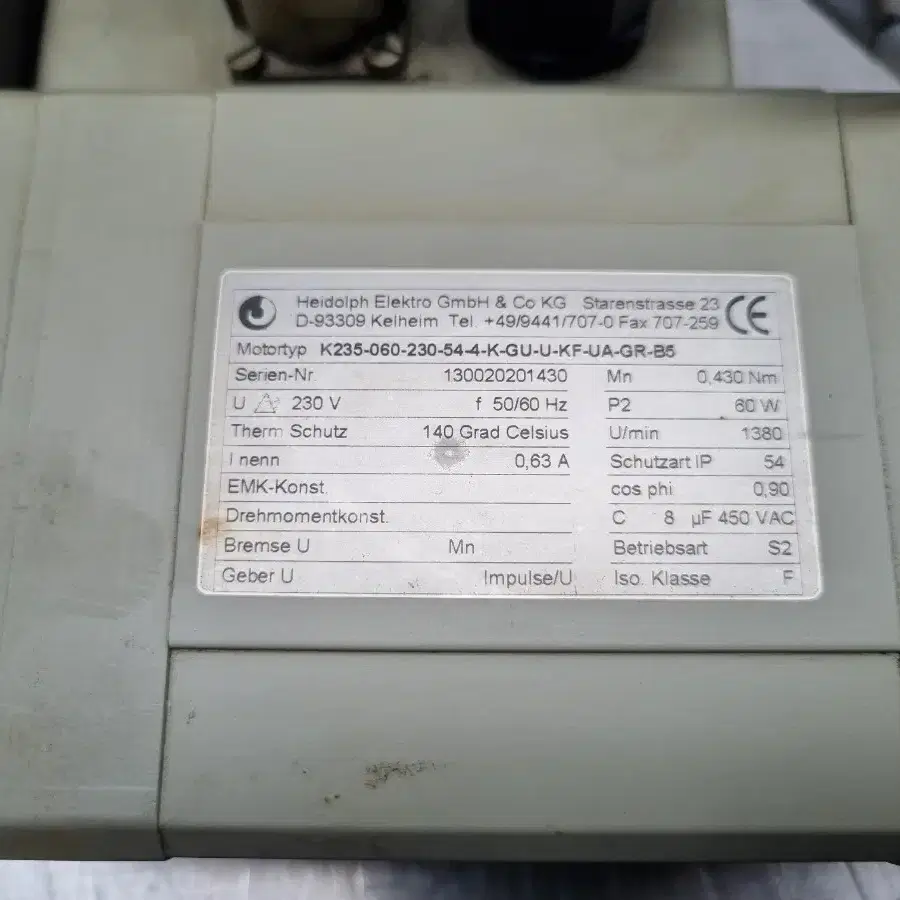 Heidolph Elektro GmbH & Co KG Starenstrasse 23
D-93309 Kelheim Tel. +49/9441/707-0 Fax 707-259
CE
Motortyp K235-060-230-54-4-K-GU-U-KF-UA-GR-B5
Serien-Nr. 130020201430 Mn 0,430 Nm
U 230 V f 50/60 Hz P2 60 W
Therm Schutz 140 Grad Celsius U/min 1380
I nenn 0,63 A Schutzart IP 54
EMK-Konst. cos phi 0,90
Drehmomentkonst. C 8 µF 450 VAC
Bremse U Mn Betriebsart S2
Geber U Impulse/U Iso. Klasse F